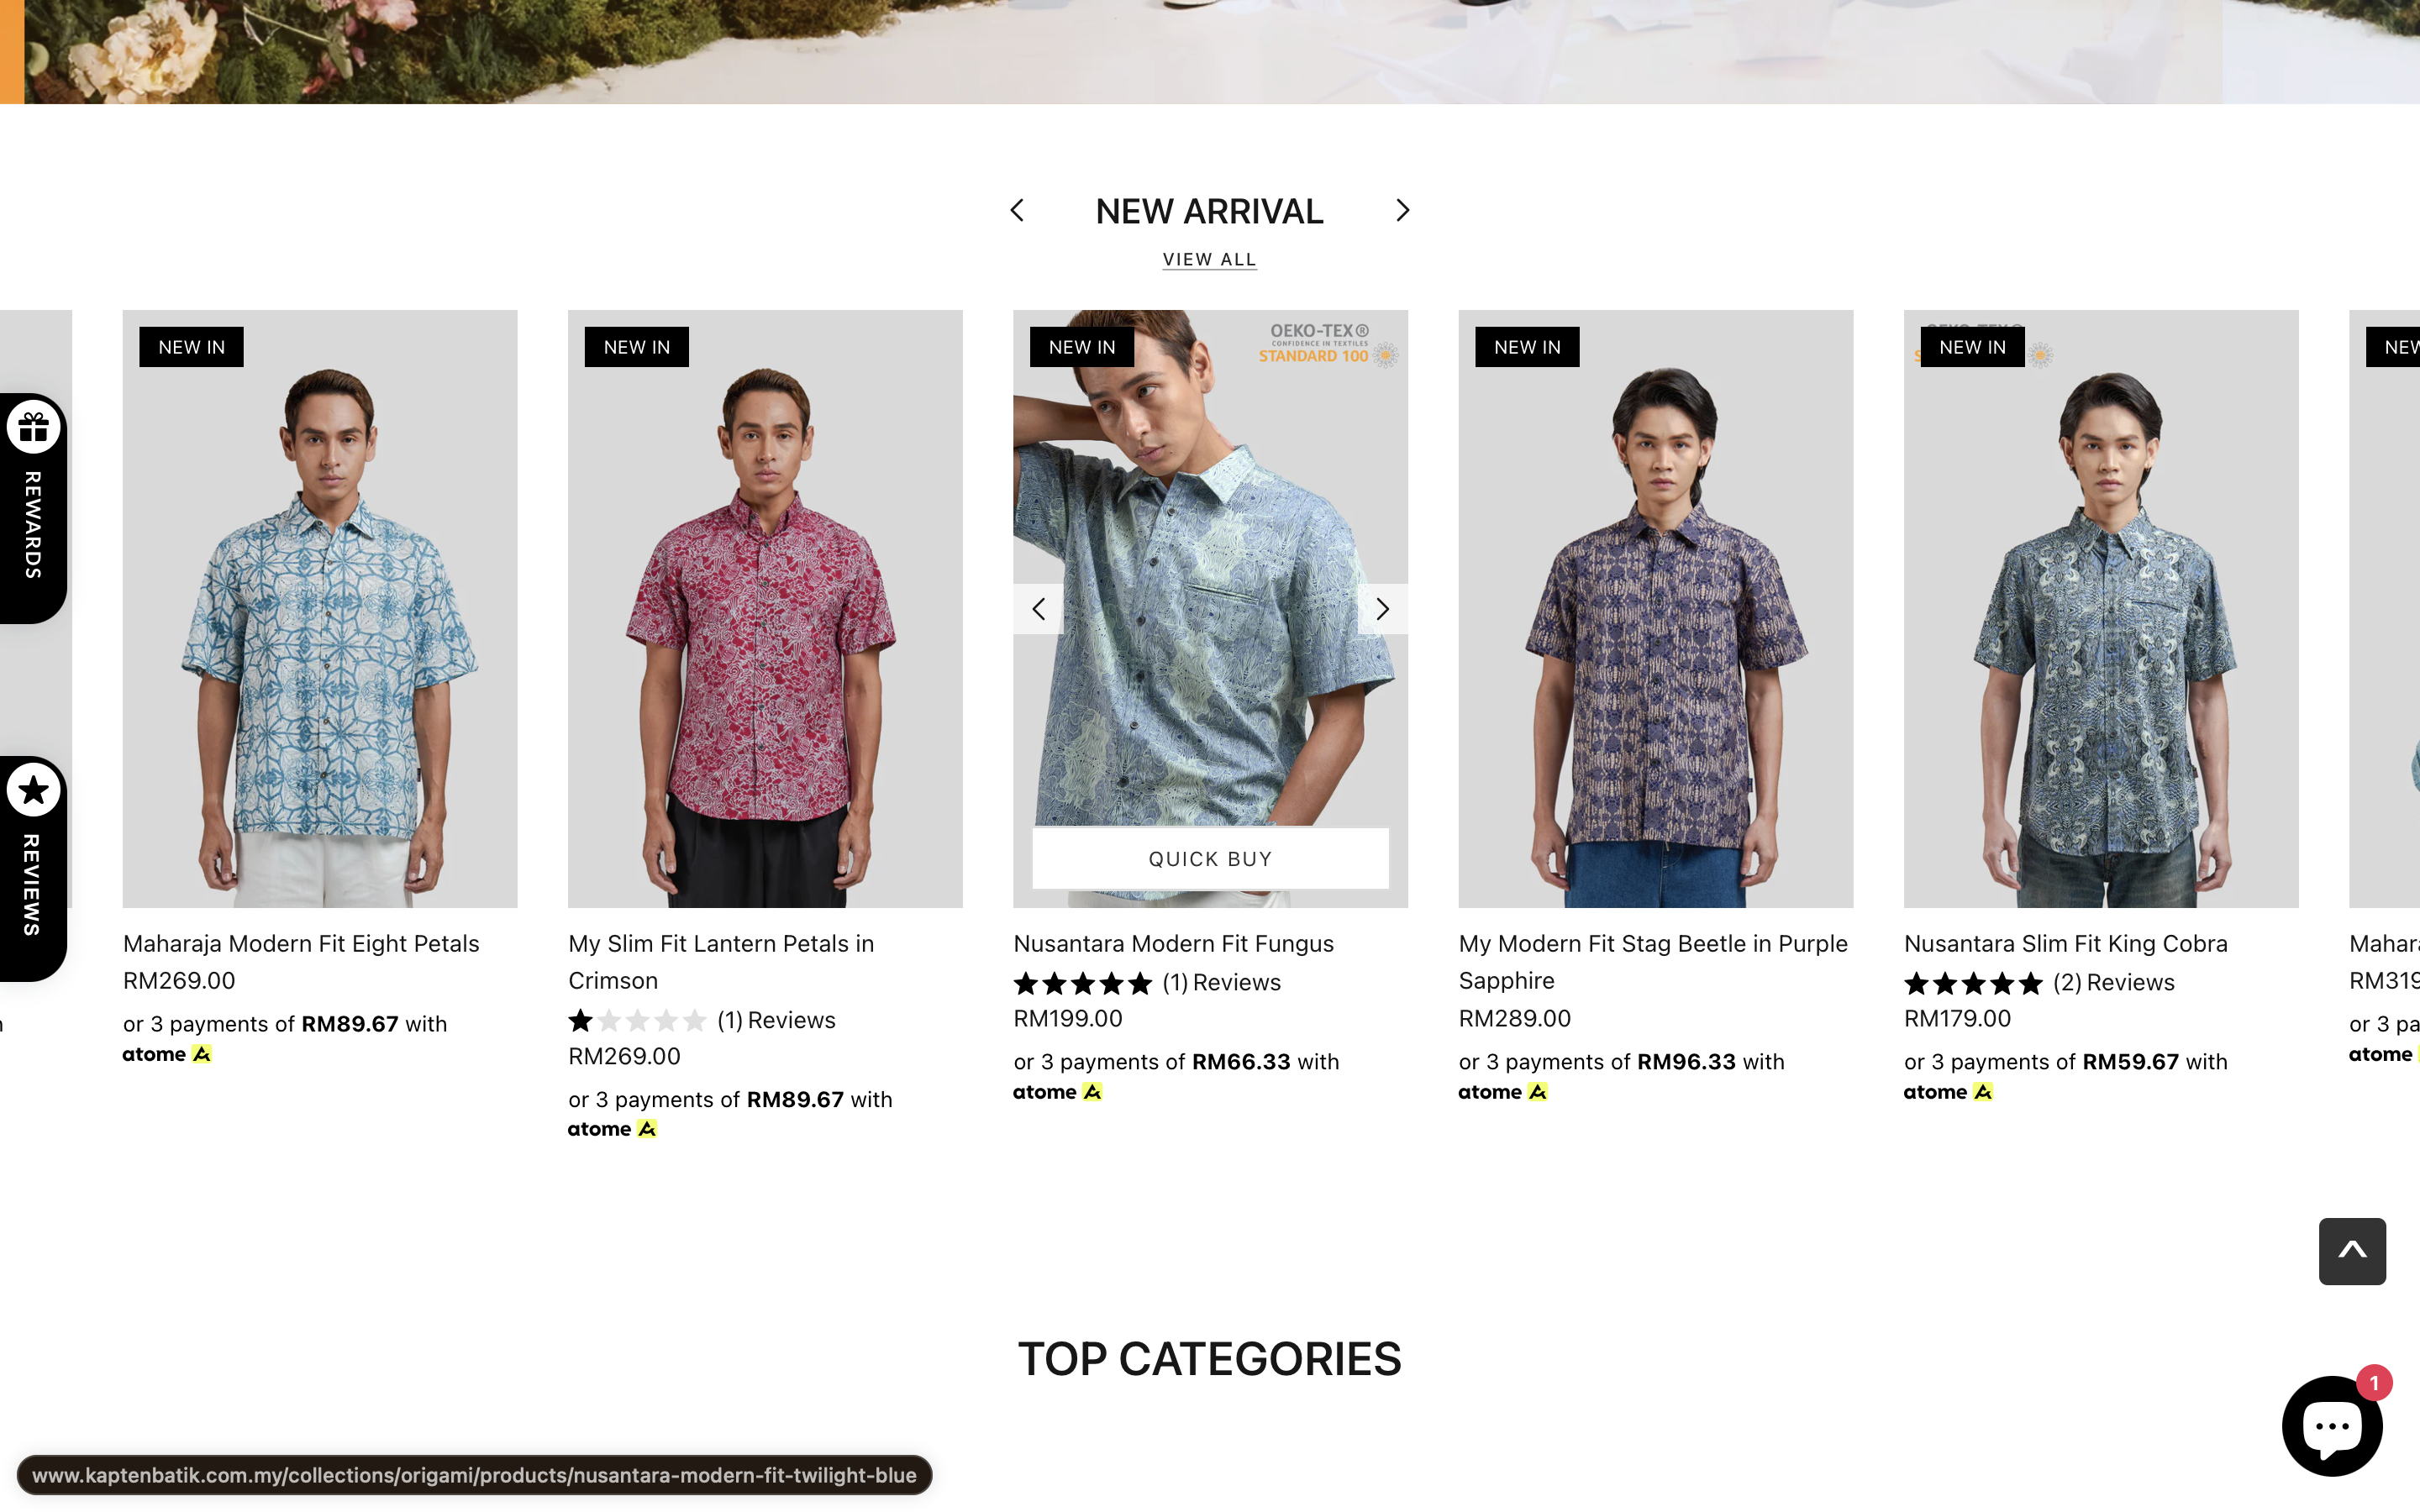 NEW ARRIVAL
VIEW ALL
REWARDS
REVIEWS
NEW IN
NEW IN
NEW IN
OEKO-TEX®
CONFIDENCE IN TEXTILES
STANDARD 100
NEW IN
NEW IN
NEW
QUICK BUY
Maharaja Modern Fit Eight Petals
RM269.00
or 3 payments of RM89.67 with
atome
My Slim Fit Lantern Petals in
Crimson
(1) Reviews
RM269.00
or 3 payments of RM89.67 with
atome
Nusantara Modern Fit Fungus
(1) Reviews
RM199.00
or 3 payments of RM66.33 with
atome
My Modern Fit Stag Beetle in Purple
Sapphire
RM289.00
or 3 payments of RM96.33 with
atome
Nusantara Slim Fit King Cobra
(2) Reviews
RM179.00
or 3 payments of RM59.67 with
atome
RM319
or 3 pa
atome
TOP CATEGORIES
1
www.kaptenbatik.com.my/collections/origami/products/nusantara-modern-fit-twilight-blue